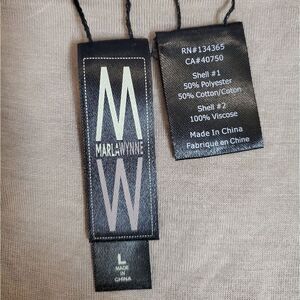 M
MARLAWYNNE
W
L
MADE
IN
CHINA
RN#134365
CA#40750
Shell #1
50% Polyester
50% Cotton/Coton
Shell #2
100% Viscose
Made In China
Fabriqué en Chine